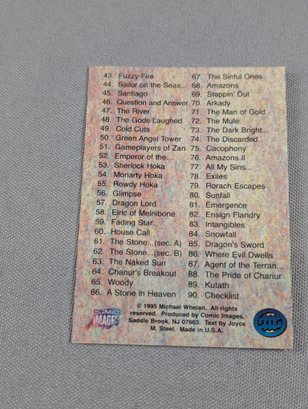 43. Fuzzy Fire
44. Sailor on the Seas...
45. Santiago
46. Question and Answer
47. The River
48. The Gods Laughed
49. Cold Cuts
50. Green Angel Tower
51. Gameplayers of Zan
52. Emperor of the...
53. Sherlock Hoka
54. Moriarty Hoka
55. Rowdy Hoka
56. Glimpse
57. Dragon Lord
58. Elric of Melnibone
59. Fading Star...
60. House Call
61. The Stone... (sec. A)
62. The Stone... (sec. B)
63. The Naked Sun
64. Chanur's Breakout
65. Woody
66. A Stone in Heaven
67. The Sinful Ones
68. Amazons
69. Steppin' Out
70. Arkady
71. The Man of Gold
72. The Mule
73. The Dark Bright...
74. The Discarded
75. Cacophony
76. Amazons II
77. All My Sins...
78. Exiles
79. Rorach Escapes
80. Sunfall
81. Emergence
82. Ensign Flandry
83. Intangibles
84. Snowfall
85. Dragon's Sword
86. Where Evil Dwells
87. Agent of the Terran...
88. The Pride of Chanur
89. Kutath
90. Checklist
© 1995 Michael Whelan. All rights
reserved. Produced by Comic Images.
Saddle Brook, NJ 07663. Text by Joyce
M. Steel. Made in U.S.A.
COMIC
IMAGES